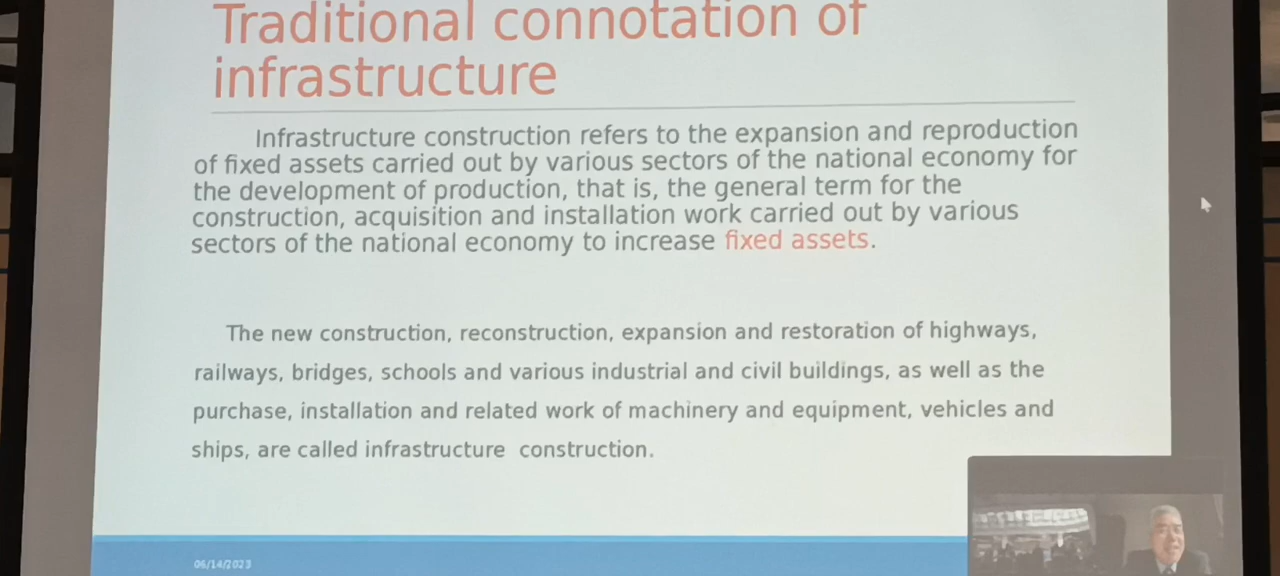 Traditional connotation of
infrastructure
Infrastructure construction refers to the expansion and reproduction
of fixed assets carried out by various sectors of the national economy for
the development of production, that is, the general term for the
construction, acquisition and installation work carried out by various
sectors of the national economy to increase fixed assets.
The new construction, reconstruction, expansion and restoration of highways,
railways, bridges, schools and various industrial and civil buildings, as well as the
purchase, installation and related work of machinery and equipment, vehicles and
ships, are called infrastructure construction.
06/14/2023